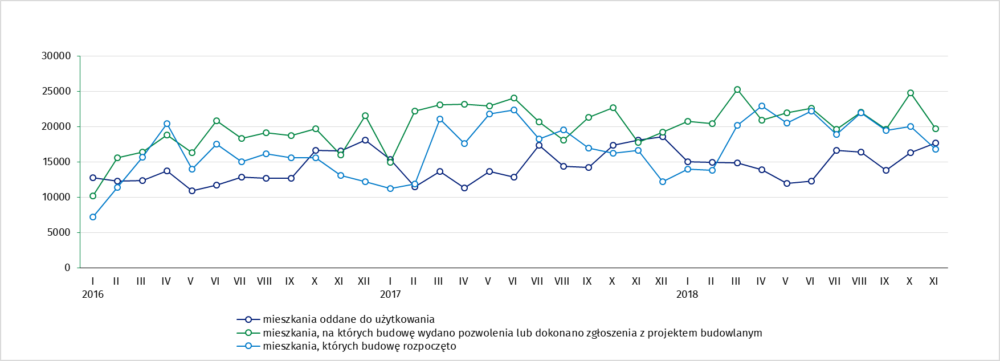 30000
25000
20000
15000
10000
5000
0
I II III IV V VI VII VIII IX X XI XII I II III IV V VI VII VIII IX X XI XII I II III IV V VI VII VIII IX X XI
2016 2017 2018
mieszkania oddane do użytkowania
mieszkania, na których budowę wydano pozwolenia lub dokonano zgłoszenia z projektem budowlanym
mieszkania, których budowę rozpoczęto